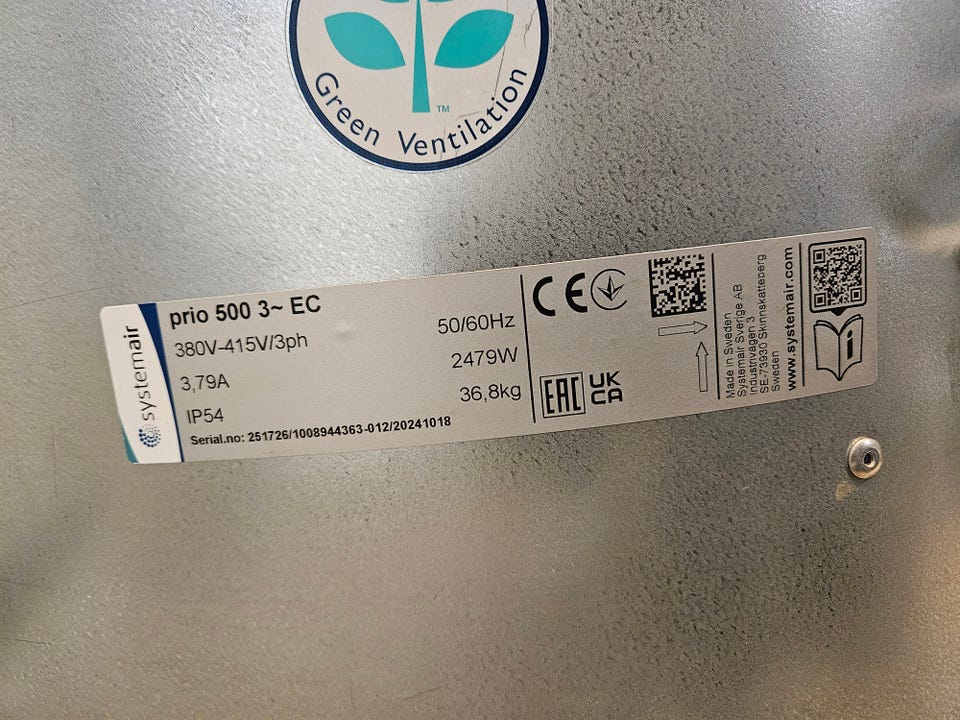 Green Ventilation
TM
systemair
prio 500 3~ EC
380V-415V/3ph
50/60Hz
3,79A
2479W
IP54
36,8kg
Serial.no: 251726/1008944363-012/20241018
CE
EAC
UK
CA
Made in Sweden
Systemair Sverige AB
Industrivägen 3
SE-73930 Skinnskatteberg
Sweden
www.systemair.com
i